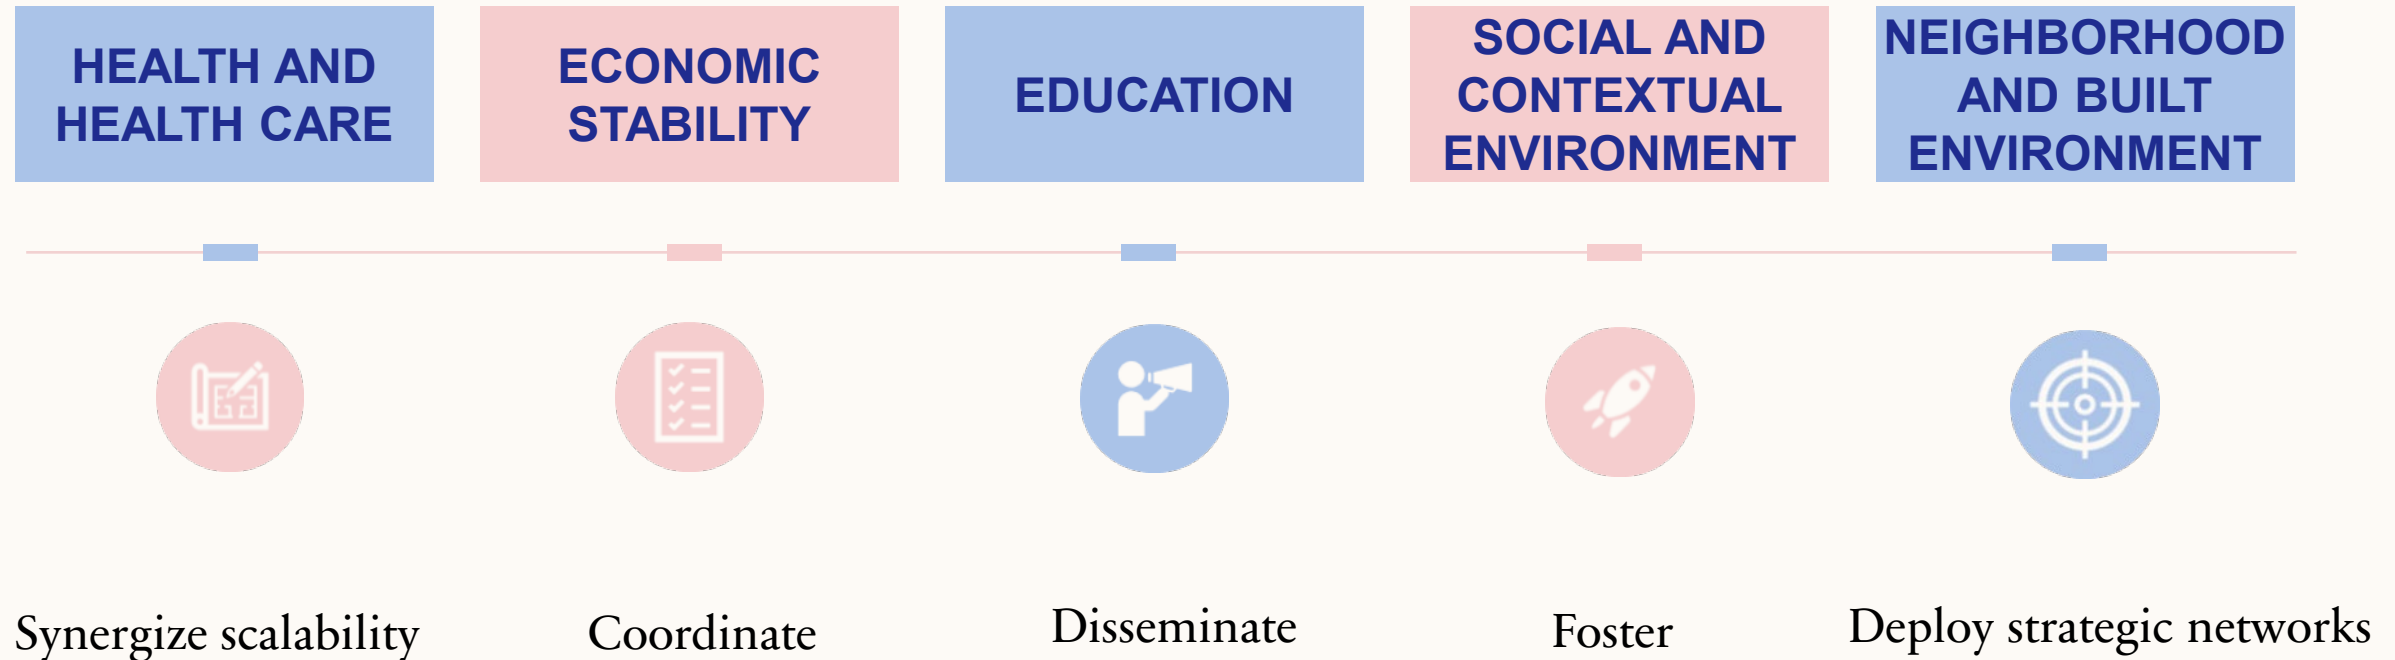 HEALTH AND
HEALTH CARE
ECONOMIC
STABILITY
EDUCATION
SOCIAL AND
CONTEXTUAL
ENVIRONMENT
NEIGHBORHOOD
AND BUILT
ENVIRONMENT
Synergize scalability
Coordinate
Disseminate
Foster
Deploy strategic networks